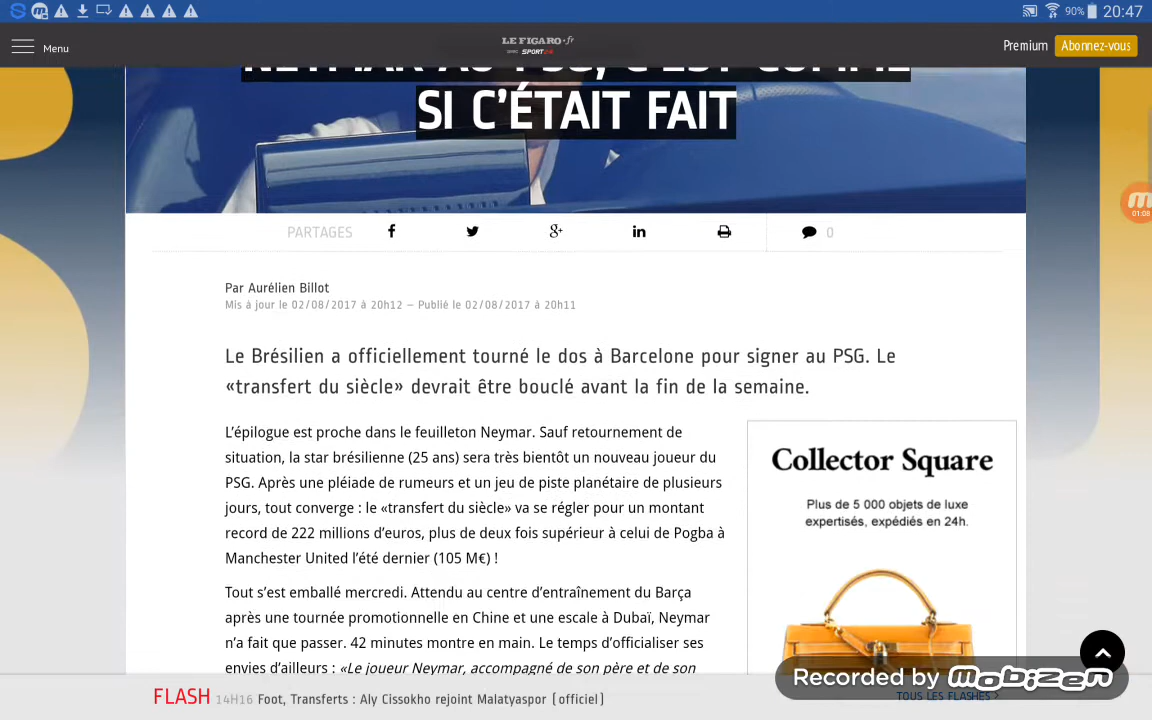 90% 20:47
Menu
LE FIGARO·fr
SPORT24
Premium Abonnez-vous
NEYMAR AU PSG, C'EST COMME
SI C'ÉTAIT FAIT
01:08
PARTAGES 0
Par Aurélien Billot
Mis à jour le 02/08/2017 à 20h12 – Publié le 02/08/2017 à 20h11
Le Brésilien a officiellement tourné le dos à Barcelone pour signer au PSG. Le
«transfert du siècle» devrait être bouclé avant la fin de la semaine.
L'épilogue est proche dans le feuilleton Neymar. Sauf retournement de
situation, la star brésilienne (25 ans) sera très bientôt un nouveau joueur du
PSG. Après une pléiade de rumeurs et un jeu de piste planétaire de plusieurs
jours, tout converge : le «transfert du siècle» va se régler pour un montant
record de 222 millions d'euros, plus de deux fois supérieur à celui de Pogba à
Manchester United l'été dernier (105 M€) !
Tout s'est emballé mercredi. Attendu au centre d'entraînement du Barça
après une tournée promotionnelle en Chine et une escale à Dubaï, Neymar
n'a fait que passer. 42 minutes montre en main. Le temps d'officialiser ses
envies d'ailleurs : «Le joueur Neymar, accompagné de son père et de son
Collector Square
Plus de 5 000 objets de luxe
expertisés, expédiés en 24h.
Recorded by mobizen
FLASH 14H16 Foot, Transferts : Aly Cissokho rejoint Malatyaspor (officiel)
TOUS LES FLASHES >